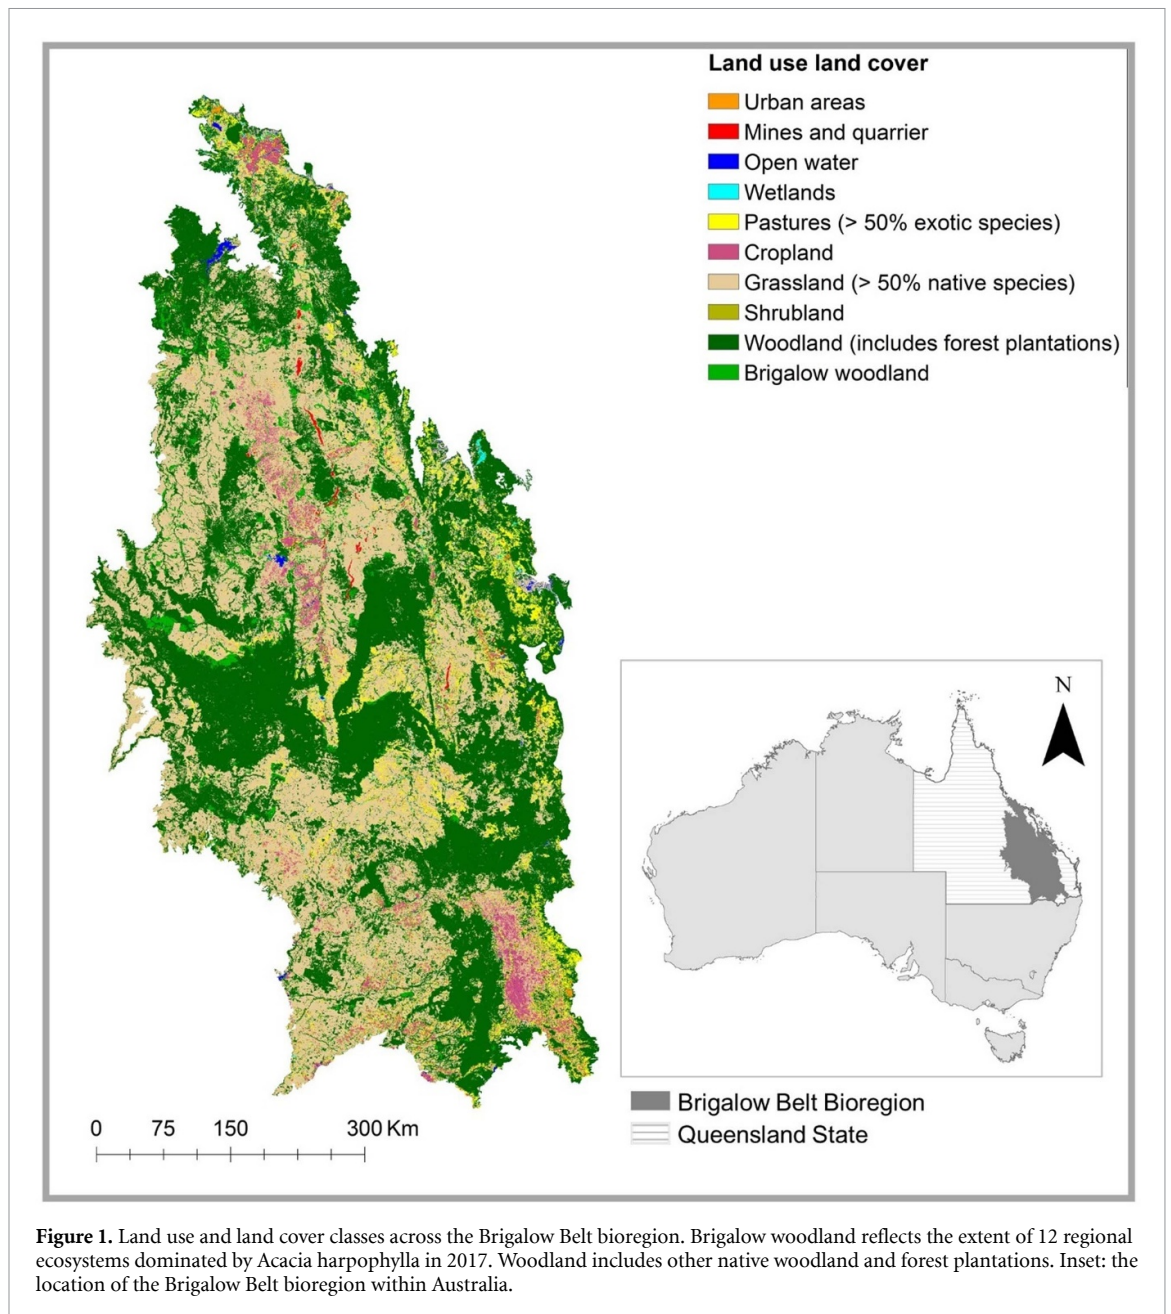 Land use land cover
Urban areas
Mines and quarrier
Open water
Wetlands
Pastures (> 50% exotic species)
Cropland
Grassland (> 50% native species)
Shrubland
Woodland (includes forest plantations)
Brigalow woodland
N
0 75 150 300 Km
Brigalow Belt Bioregion
Queensland State
Figure 1. Land use and land cover classes across the Brigalow Belt bioregion. Brigalow woodland reflects the extent of 12 regional
ecosystems dominated by Acacia harpophylla in 2017. Woodland includes other native woodland and forest plantations. Inset: the
location of the Brigalow Belt bioregion within Australia.